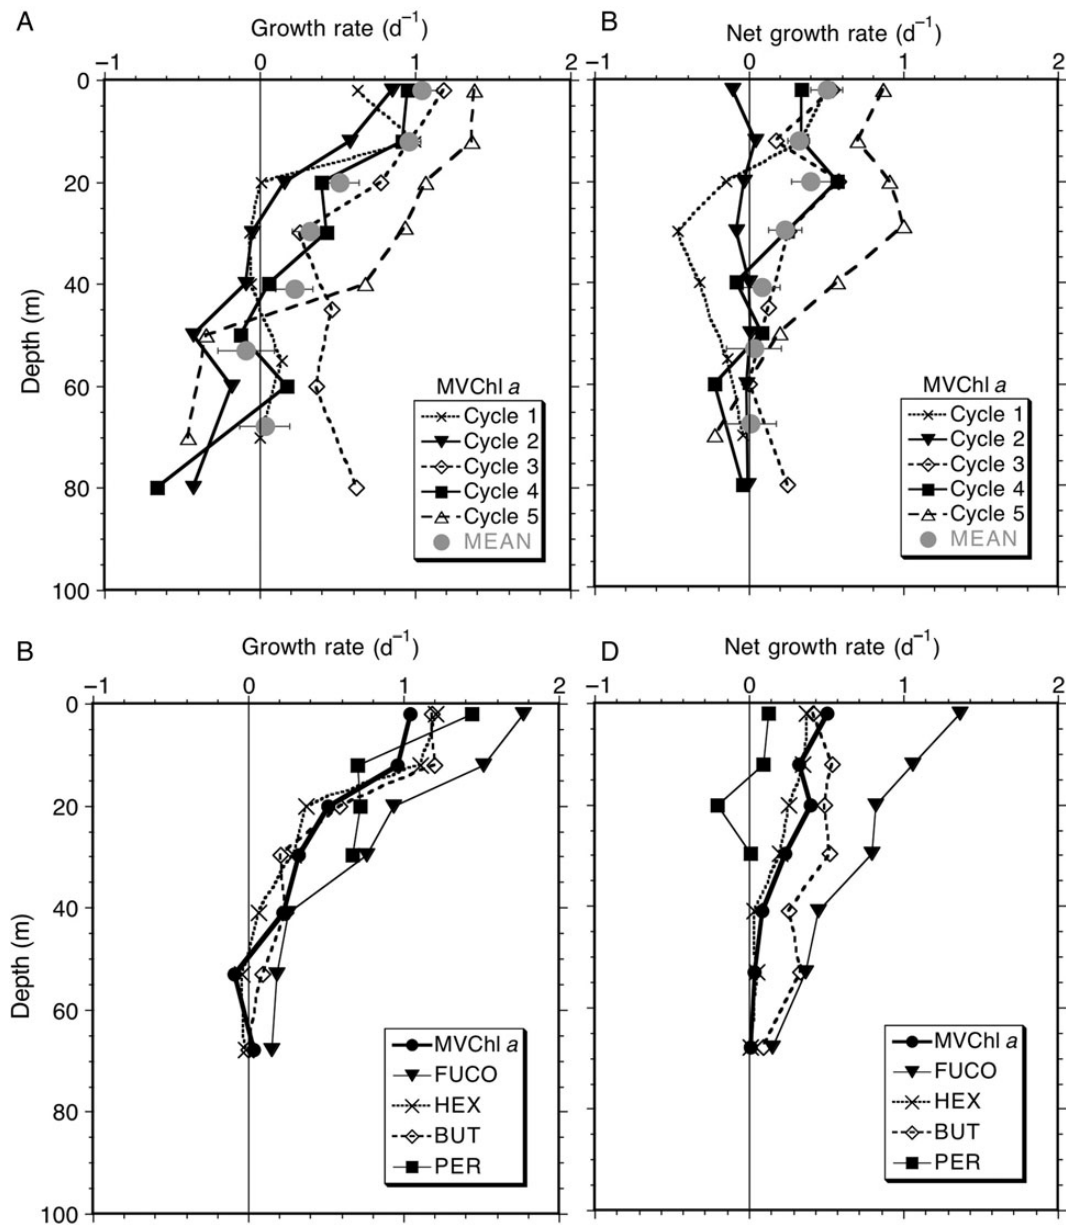 A
Growth rate (d⁻¹)
−1 0 1 2
0
20
40
60
80
100
Depth (m)
MVChl a
Cycle 1
Cycle 2
Cycle 3
Cycle 4
Cycle 5
MEAN
B
Net growth rate (d⁻¹)
−1 0 1 2
MVChl a
Cycle 1
Cycle 2
Cycle 3
Cycle 4
Cycle 5
MEAN
B
Growth rate (d⁻¹)
−1 0 1 2
0
20
40
60
80
100
Depth (m)
MVChl a
FUCO
HEX
BUT
PER
D
Net growth rate (d⁻¹)
−1 0 1 2
MVChl a
FUCO
HEX
BUT
PER